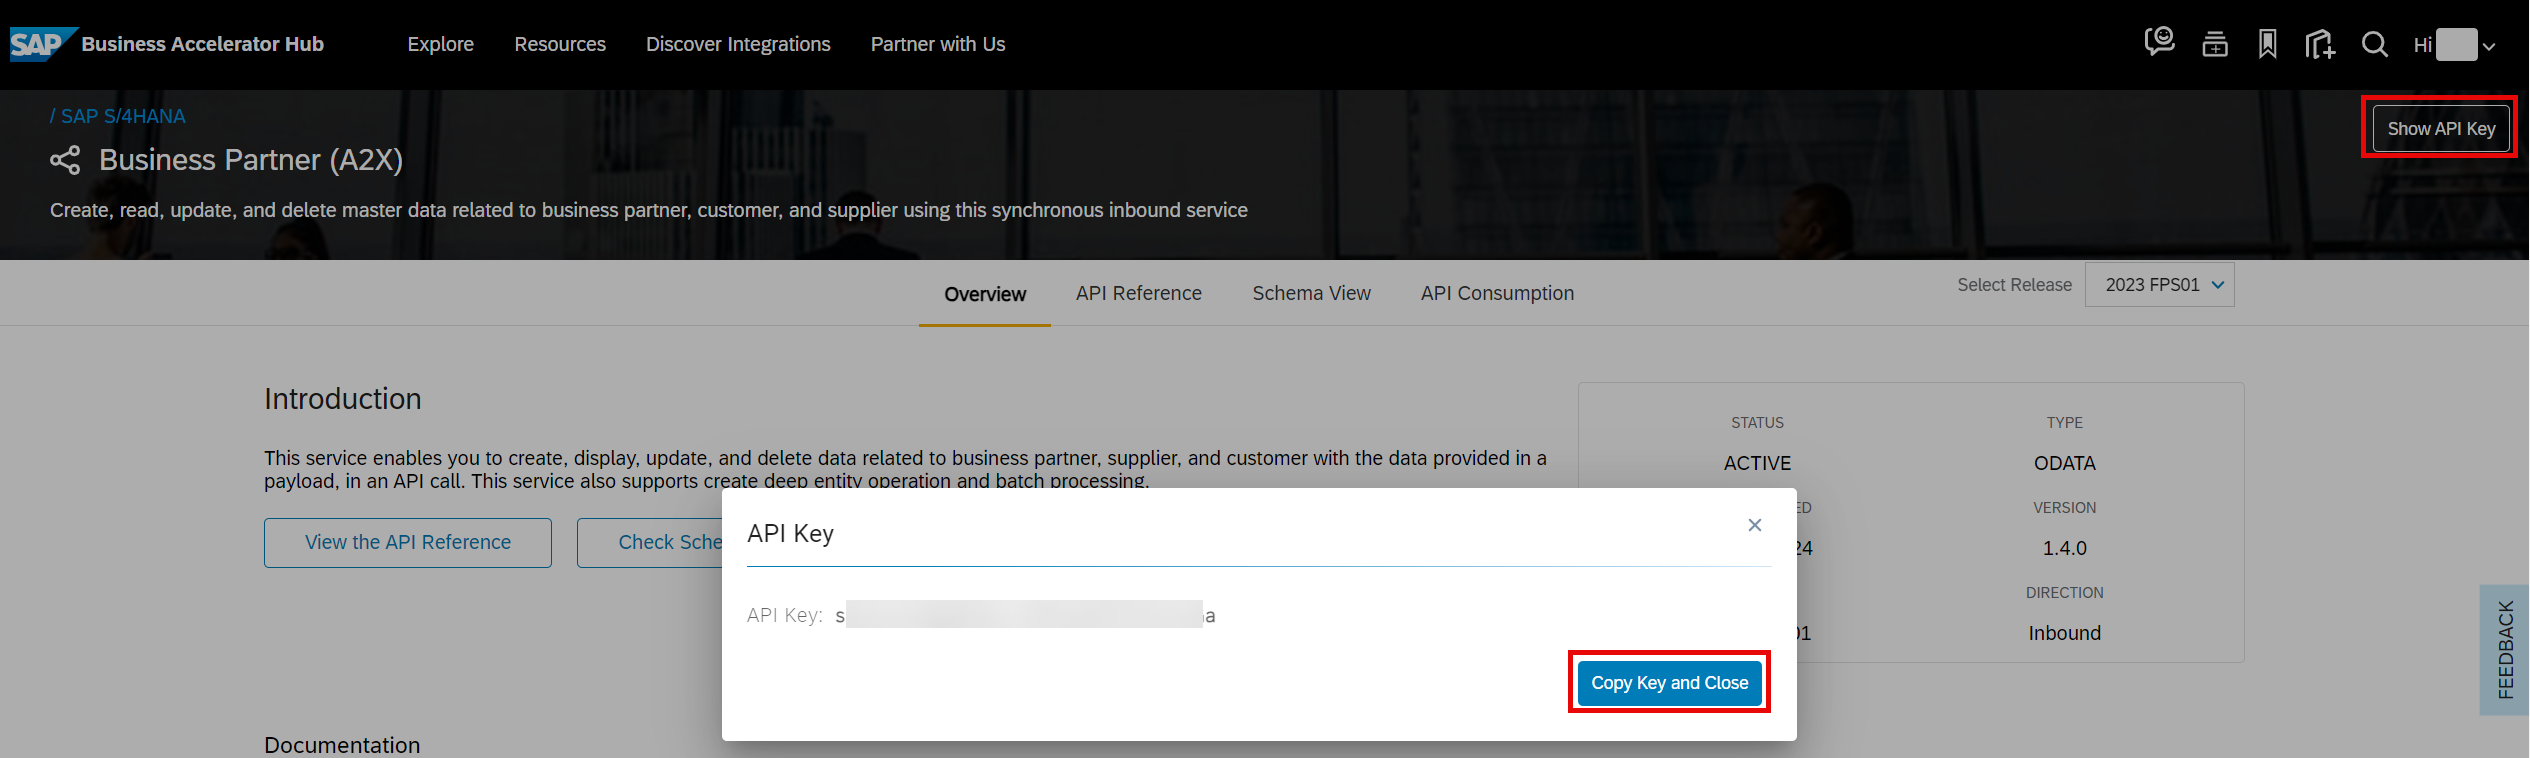 SAP Business Accelerator Hub Explore Resources Discover Integrations Partner with Us Hi
/ SAP S/4HANA
Show API Key
Business Partner (A2X)
Create, read, update, and delete master data related to business partner, customer, and supplier using this synchronous inbound service
Overview API Reference Schema View API Consumption Select Release 2023 FPS01
Introduction
This service enables you to create, display, update, and delete data related to business partner, supplier, and customer with the data provided in a
payload, in an API call. This service also supports create deep entity operation and batch processing.
View the API Reference Check Sche
STATUS TYPE
ACTIVE ODATA
ED VERSION
24 1.4.0
DIRECTION
01 Inbound
API Key
API Key: s a
Copy Key and Close
FEEDBACK
Documentation